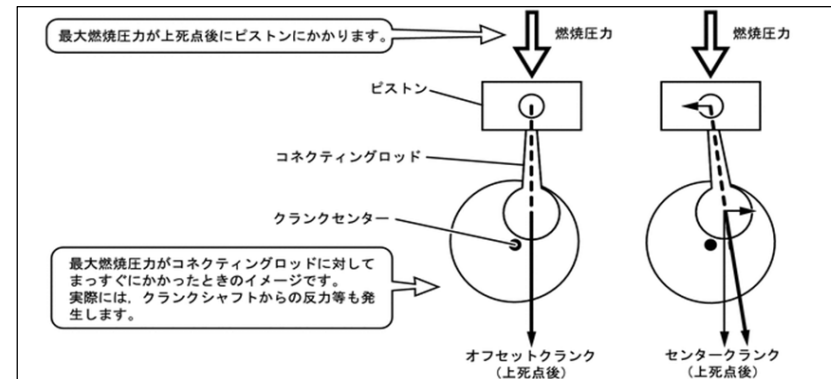 最大燃焼圧力が上死点後にピストンにかかります。
燃焼圧力
燃焼圧力
ピストン
コネクティングロッド
クランクセンター
最大燃焼圧力がコネクティングロッドに対して
まっすぐにかかったときのイメージです。
実際には，クランクシャフトからの反力等も発
生します。
オフセットクランク
（上死点後）
センタークランク
（上死点後）